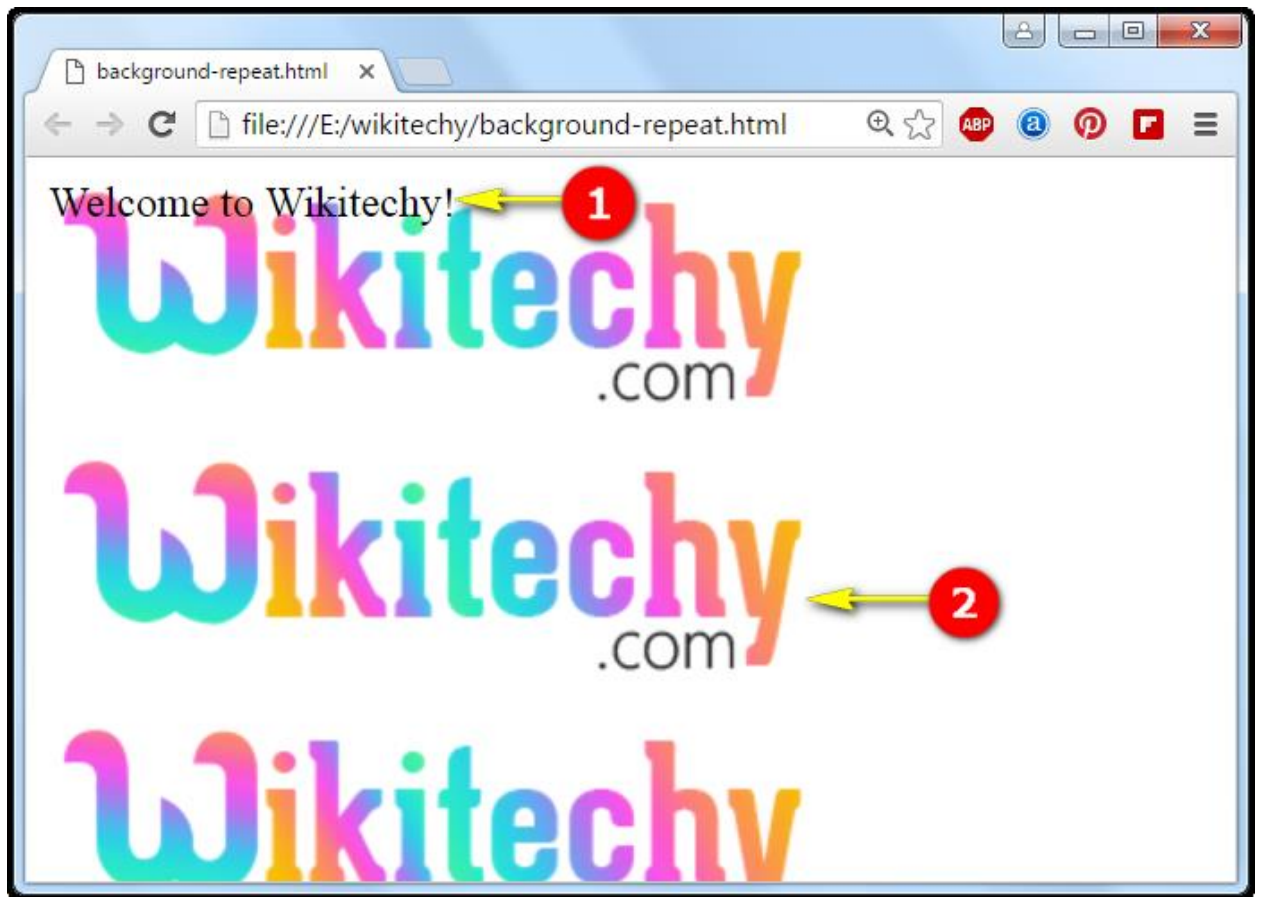 background-repeat.html
file:///E:/wikitechy/background-repeat.html
ABP
a
Welcome to Wikitechy!
1
Wikitechy
.com
Wikitechy
2
.com
Wikitechy